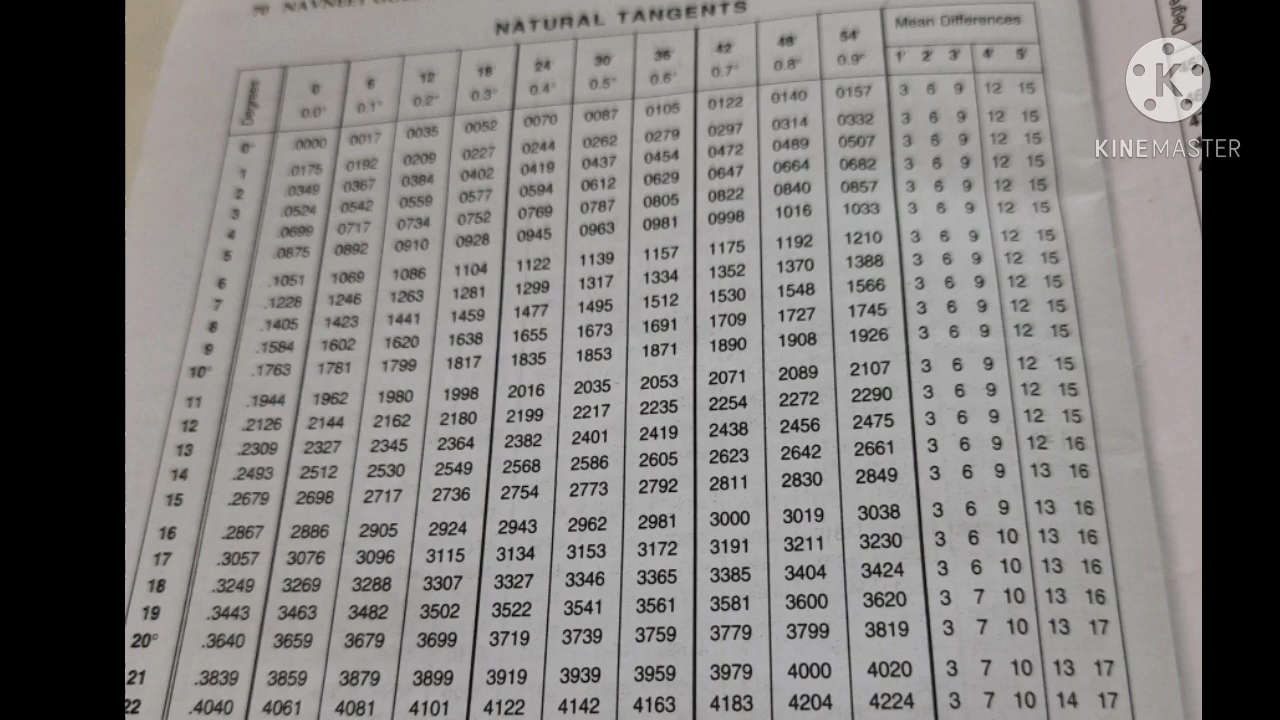 70 NAVNEET
NATURAL TANGENTS
Degrees 0' 6' 12' 18' 24' 30' 36' 42' 48' 54' Mean Differences
0.0° 0.1° 0.2° 0.3° 0.4° 0.5° 0.6° 0.7° 0.8° 0.9° 1' 2' 3' 4' 5'
0° .0000 0017 0035 0052 0070 0087 0105 0122 0140 0157 3 6 9 12 15
1 .0175 0192 0209 0227 0244 0262 0279 0297 0314 0332 3 6 9 12 15
2 .0349 0367 0384 0402 0419 0437 0454 0472 0489 0507 3 6 9 12 15
3 .0524 0542 0559 0577 0594 0612 0629 0647 0664 0682 3 6 9 12 15
4 .0699 0717 0734 0752 0769 0787 0805 0822 0840 0857 3 6 9 12 15
5 .0875 0892 0910 0928 0945 0963 0981 0998 1016 1033 3 6 9 12 15
6 .1051 1069 1086 1104 1122 1139 1157 1175 1192 1210 3 6 9 12 15
7 .1228 1246 1263 1281 1299 1317 1334 1352 1370 1388 3 6 9 12 15
8 .1405 1423 1441 1459 1477 1495 1512 1530 1548 1566 3 6 9 12 15
9 .1584 1602 1620 1638 1655 1673 1691 1709 1727 1745 3 6 9 12 15
10° .1763 1781 1799 1817 1835 1853 1871 1890 1908 1926 3 6 9 12 15
11 .1944 1962 1980 1998 2016 2035 2053 2071 2089 2107 3 6 9 12 15
12 .2126 2144 2162 2180 2199 2217 2235 2254 2272 2290 3 6 9 12 15
13 .2309 2327 2345 2364 2382 2401 2419 2438 2456 2475 3 6 9 12 15
14 .2493 2512 2530 2549 2568 2586 2605 2623 2642 2661 3 6 9 12 16
15 .2679 2698 2717 2736 2754 2773 2792 2811 2830 2849 3 6 9 13 16
16 .2867 2886 2905 2924 2943 2962 2981 3000 3019 3038 3 6 9 13 16
17 .3057 3076 3096 3115 3134 3153 3172 3191 3211 3230 3 6 10 13 16
18 .3249 3269 3288 3307 3327 3346 3365 3385 3404 3424 3 6 10 13 16
19 .3443 3463 3482 3502 3522 3541 3561 3581 3600 3620 3 7 10 13 16
20° .3640 3659 3679 3699 3719 3739 3759 3779 3799 3819 3 7 10 13 17
21 .3839 3859 3879 3899 3919 3939 3959 3979 4000 4020 3 7 10 13 17
22 .4040 4061 4081 4101 4122 4142 4163 4183 4204 4224 3 7 10 14 17
K
KINEMASTER